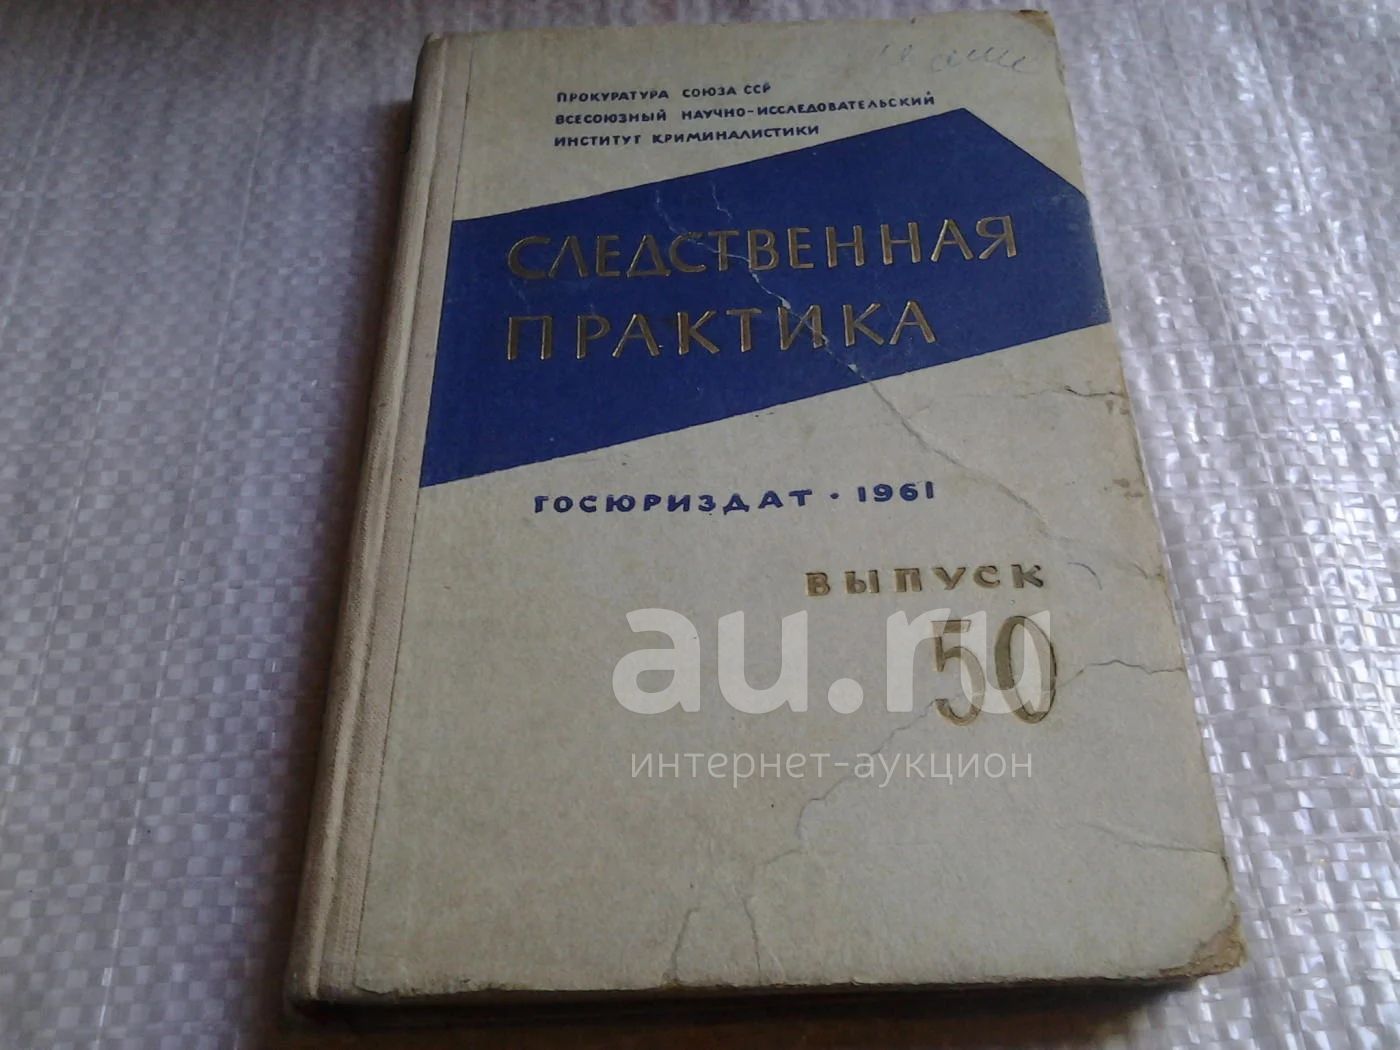 ПРОКУРАТУРА СОЮЗА ССР
ВСЕСОЮЗНЫЙ НАУЧНО-ИССЛЕДОВАТЕЛЬСКИЙ
ИНСТИТУТ КРИМИНАЛИСТИКИ
СЛЕДСТВЕННАЯ
ПРАКТИКА
ГОСЮРИЗДАТ · 1961
ВЫПУСК
50
au.ru
интернет-аукцион